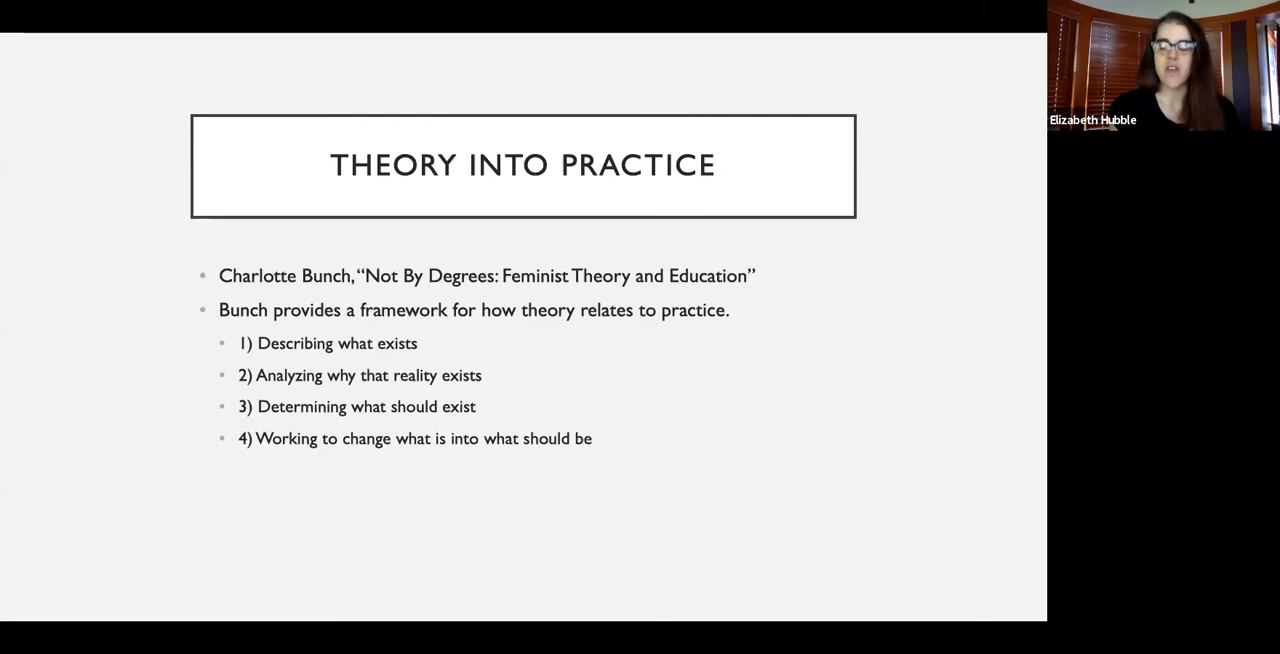 THEORY INTO PRACTICE
Charlotte Bunch, “Not By Degrees: Feminist Theory and Education”
Bunch provides a framework for how theory relates to practice.
1) Describing what exists
2) Analyzing why that reality exists
3) Determining what should exist
4) Working to change what is into what should be
Elizabeth Hubble